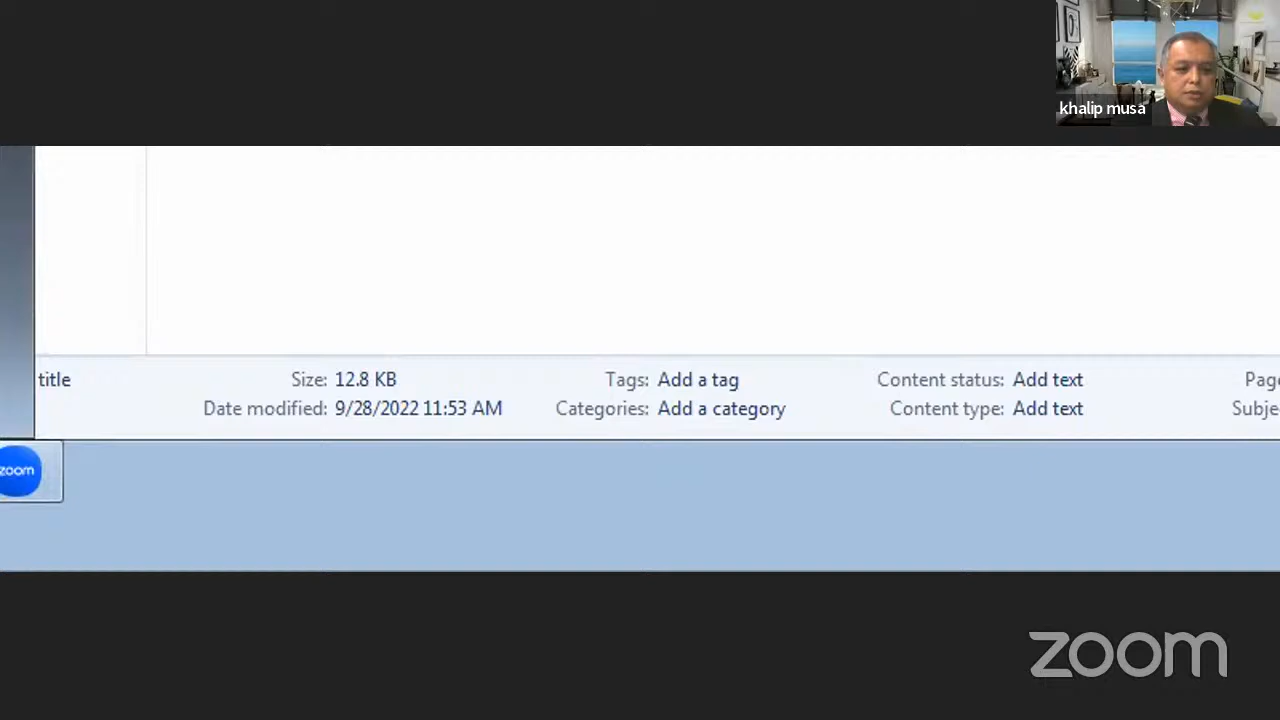 khalip musa
title Size: 12.8 KB Tags: Add a tag Content status: Add text
Date modified: 9/28/2022 11:53 AM Categories: Add a category Content type: Add text
zoom
zoom